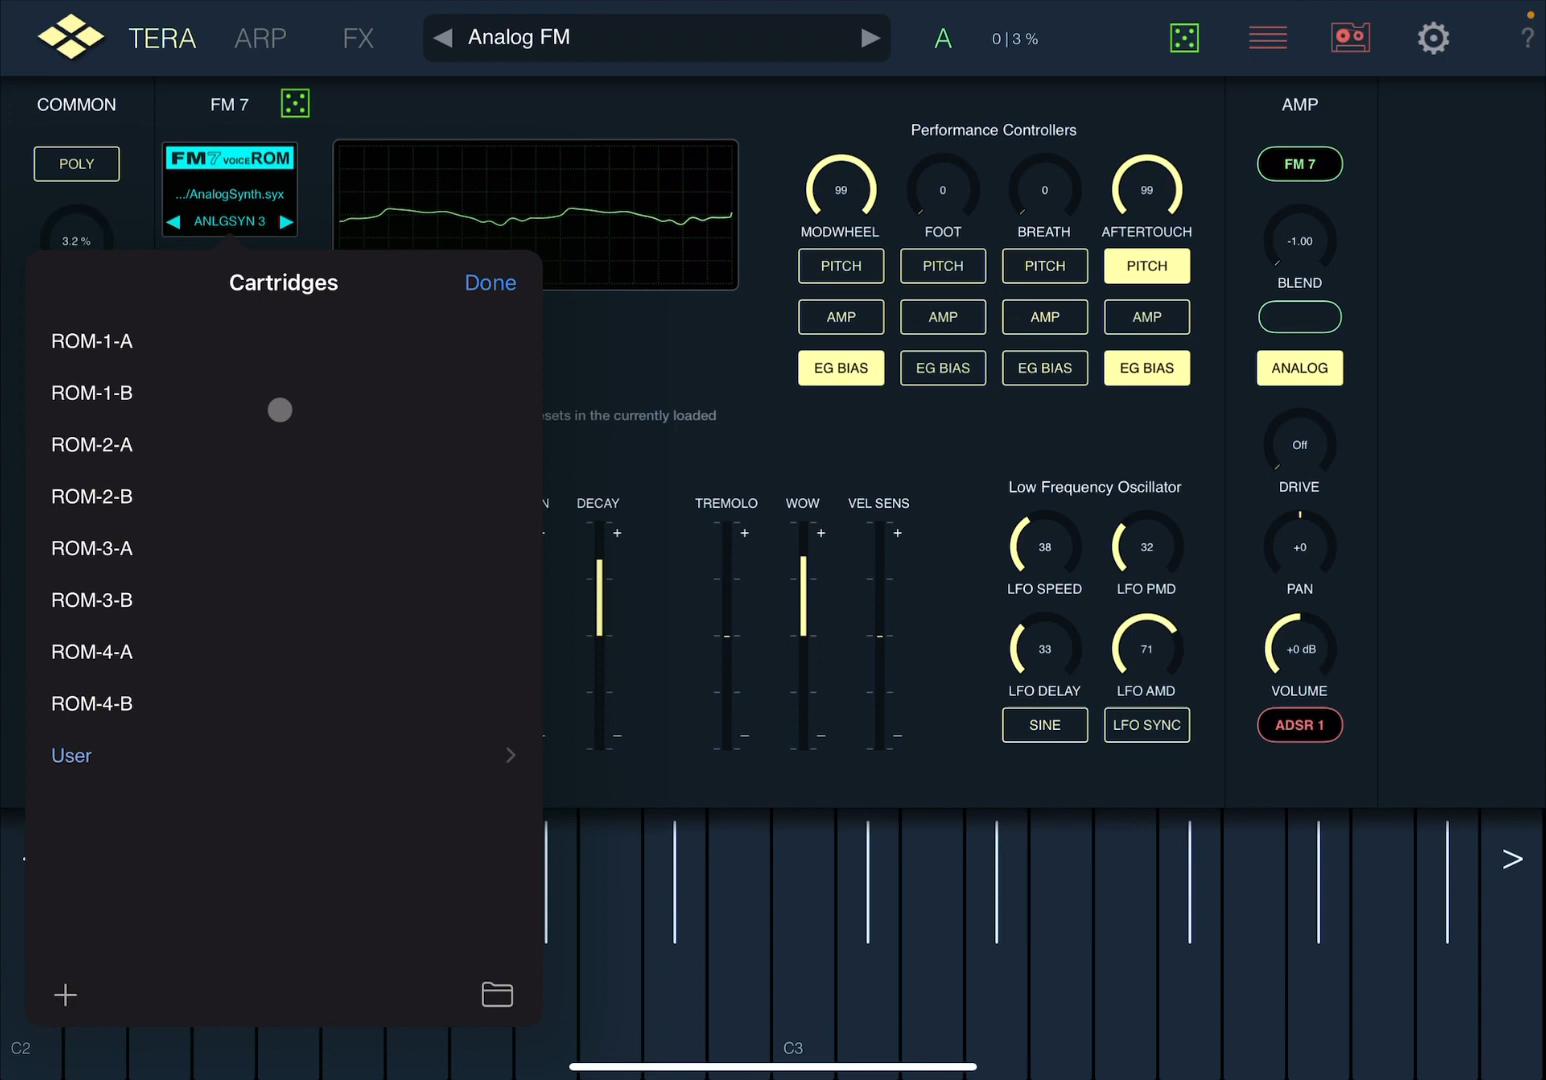 TERA
ARP
FX
Analog FM
A
0 | 3 %
?
COMMON
FM 7
AMP
POLY
FM7 VOICE ROM
.../AnalogSynth.syx
ANLGSYN 3
3.2 %
Performance Controllers
99
0
0
99
MODWHEEL
FOOT
BREATH
AFTERTOUCH
PITCH
PITCH
PITCH
PITCH
AMP
AMP
AMP
AMP
EG BIAS
EG BIAS
EG BIAS
EG BIAS
FM 7
-1.00
BLEND
ANALOG
Off
DRIVE
+0
PAN
+0 dB
VOLUME
ADSR 1
Cartridges
Done
ROM-1-A
ROM-1-B
ROM-2-A
ROM-2-B
ROM-3-A
ROM-3-B
ROM-4-A
ROM-4-B
User
in the currently loaded
DECAY
TREMOLO
WOW
VEL SENS
+
+
+
+
–
–
–
–
Low Frequency Oscillator
38
32
LFO SPEED
LFO PMD
33
71
LFO DELAY
LFO AMD
SINE
LFO SYNC
>
C2
C3